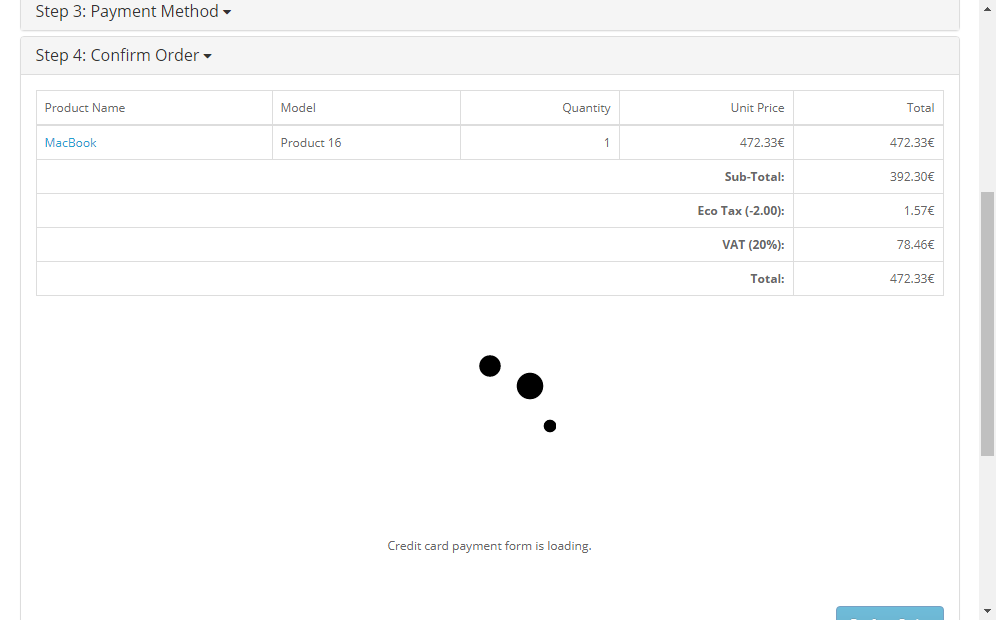 Step 3: Payment Method
Step 4: Confirm Order
Product Name Model Quantity Unit Price Total
MacBook Product 16 1 472.33€ 472.33€
Sub-Total: 392.30€
Eco Tax (-2.00): 1.57€
VAT (20%): 78.46€
Total: 472.33€
Credit card payment form is loading.